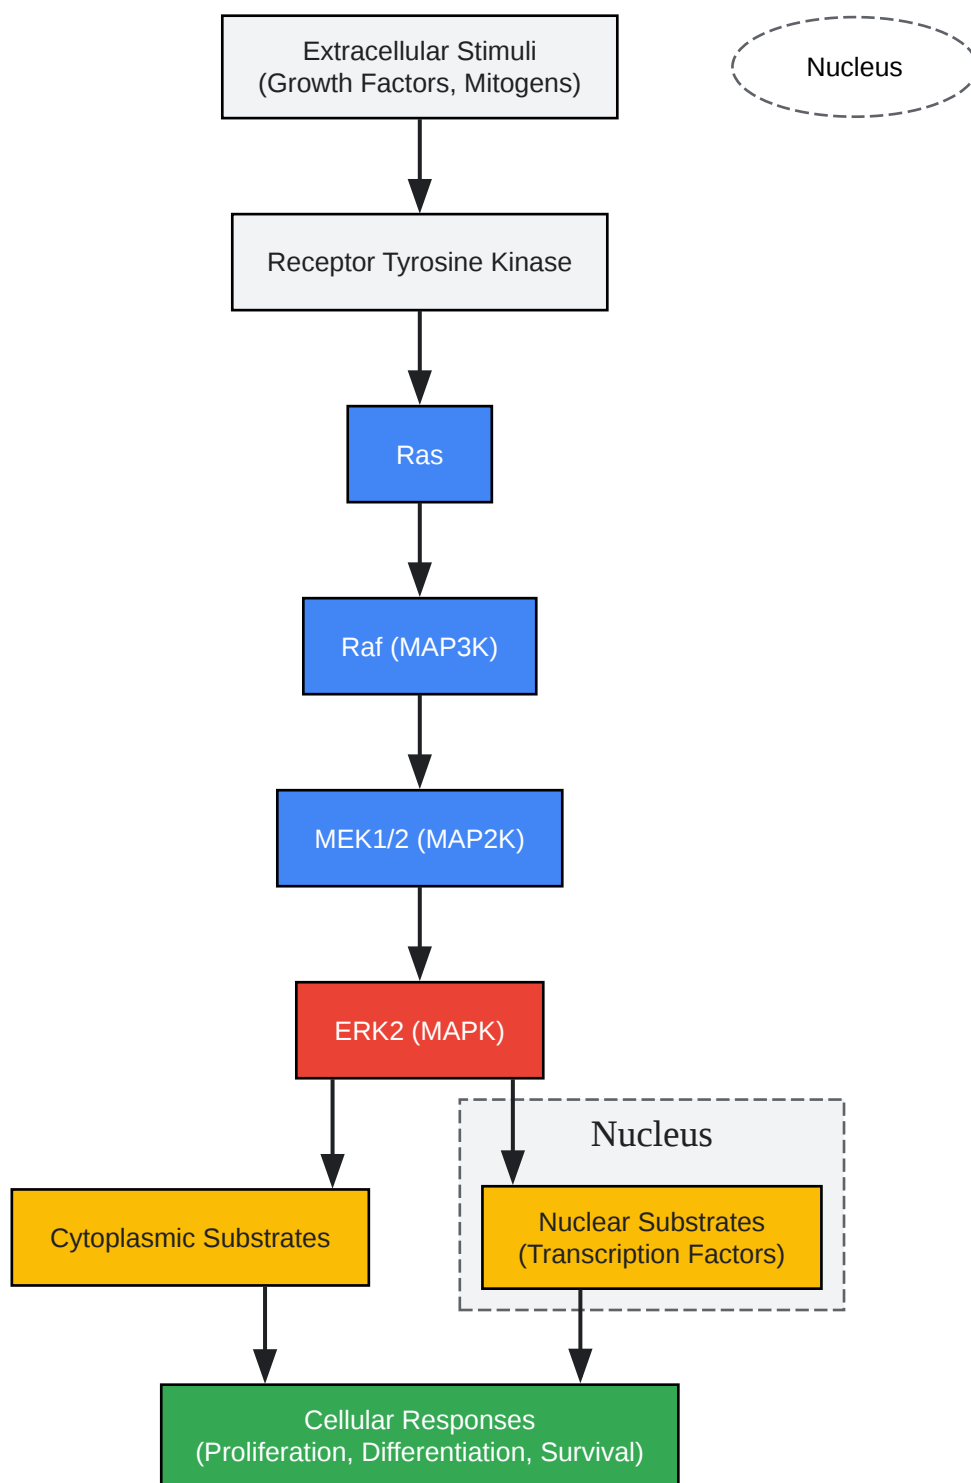 Extracellular Stimuli
(Growth Factors, Mitogens)
Nucleus
Receptor Tyrosine Kinase
Ras
Raf (MAP3K)
MEK1/2 (MAP2K)
ERK2 (MAPK)
Nucleus
Cytoplasmic Substrates
Nuclear Substrates
(Transcription Factors)
Cellular Responses
(Proliferation, Differentiation, Survival)